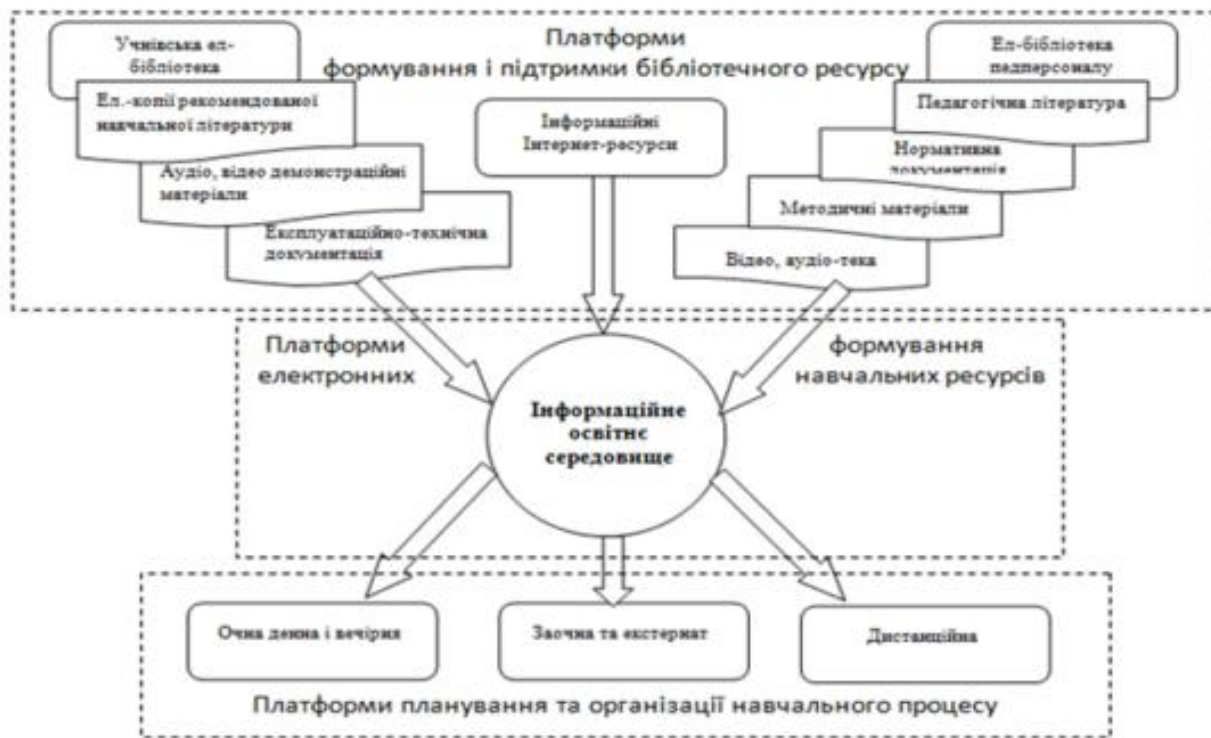 Платформи
формування і підтримки бібліотечного ресурсу
Учнівська ел-
бібліотека
Ел.-копії рекомендованої
навчальної літератури
Аудіо, відео демонстраційні
матеріали
Експлуатаційно-технічна
документація
Інформаційні
Інтернет-ресурси
Ел-бібліотека
педперсоналу
Педагогічна література
Нормативна
документація
Методичні матеріали
Відео, аудіо-тека
Платформи
електронних
формування
навчальних ресурсів
Інформаційне
освітнє
середовище
Очна денна і вечірня
Заочна та екстернат
Дистанційна
Платформи планування та організації навчального процесу